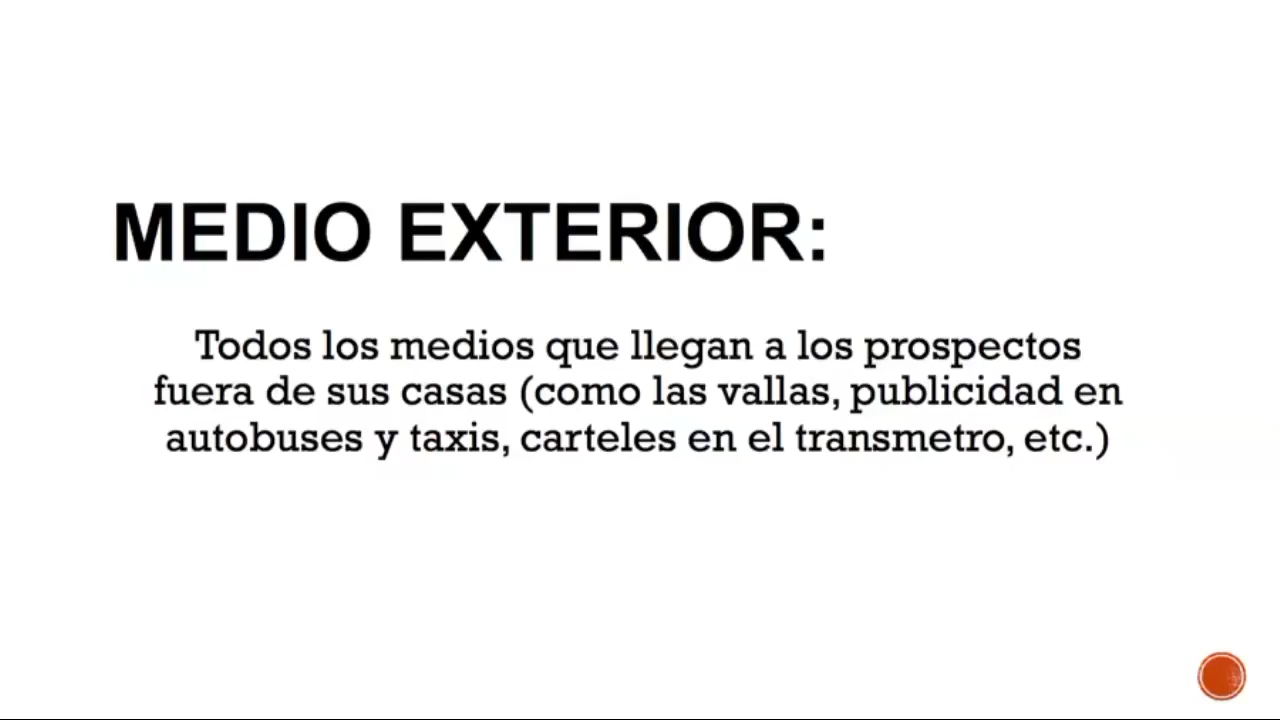 MEDIO EXTERIOR:
Todos los medios que llegan a los prospectos
fuera de sus casas (como las vallas, publicidad en
autobuses y taxis, carteles en el transmetro, etc.)